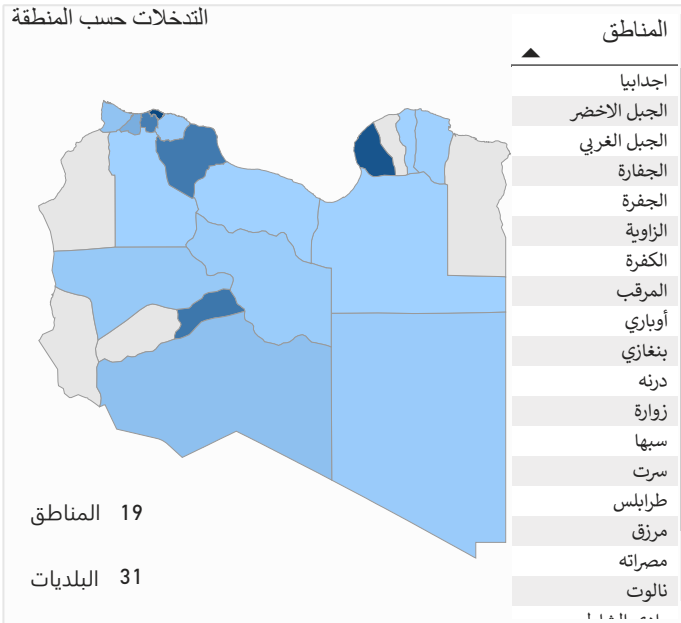 التدخلات حسب المنطقة
المناطق
اجدابيا
الجبل الاخضر
الجبل الغربي
الجفارة
الجفرة
الزاوية
الكفرة
المرقب
أوباري
بنغازي
درنه
زوارة
سبها
سرت
طرابلس
مرزق
مصراته
نالوت
19 المناطق
31 البلديات